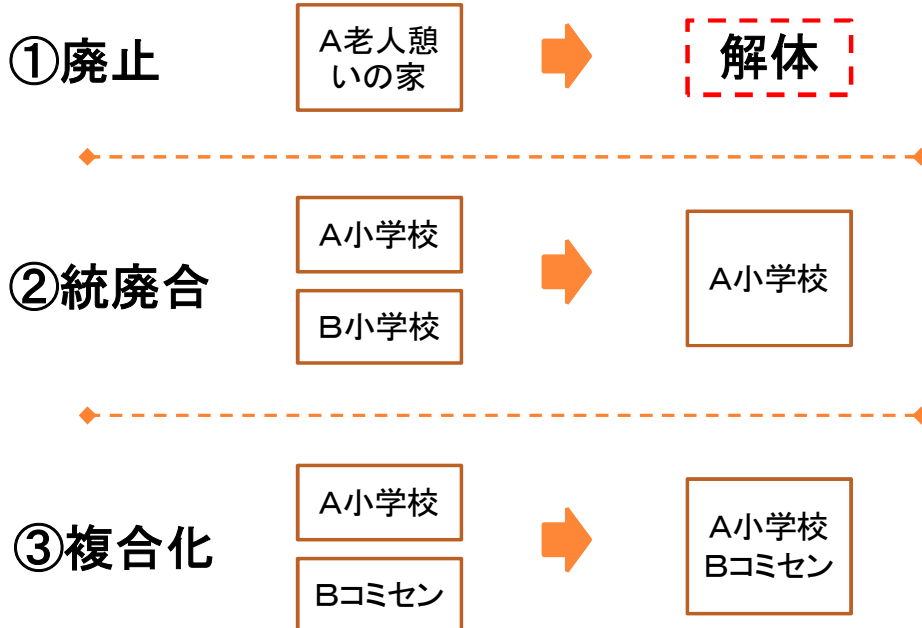 ①廃止
A老人憩
いの家
解体
②統廃合
A小学校
B小学校
A小学校
③複合化
A小学校
Bコミセン
A小学校
Bコミセン